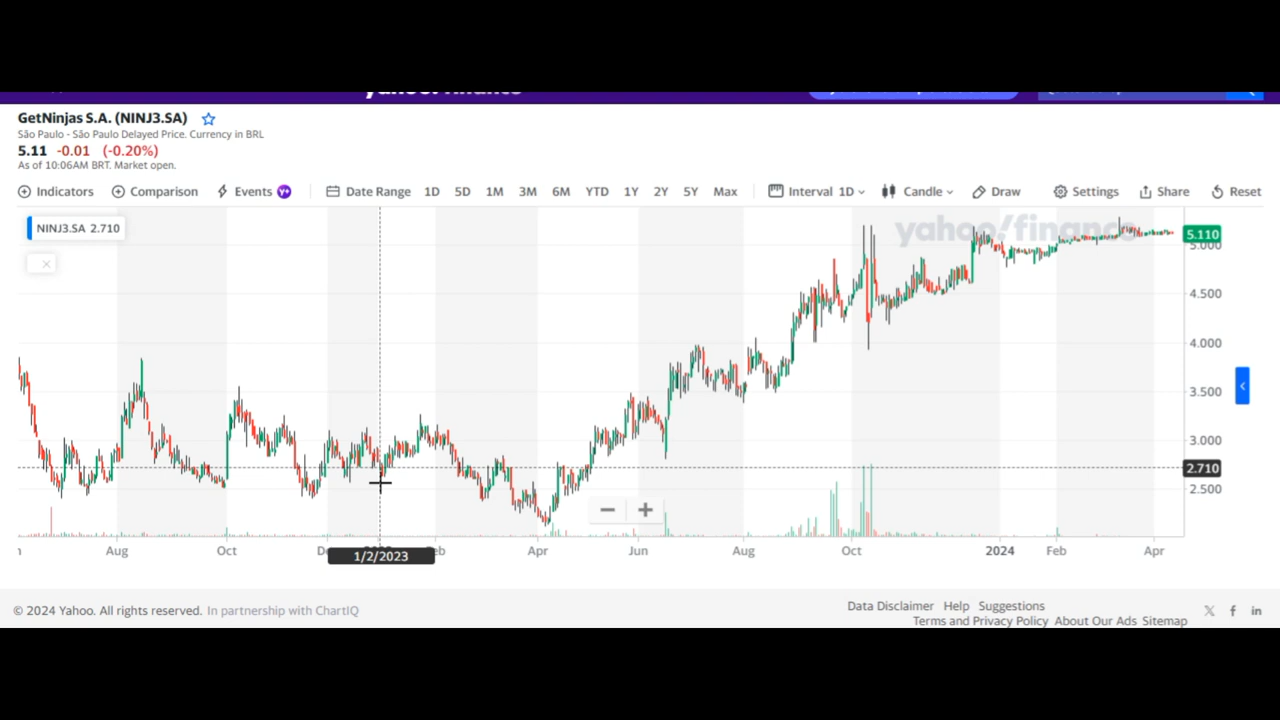 GetNinjas S.A. (NINJ3.SA)
São Paulo - São Paulo Delayed Price. Currency in BRL
5.11 -0.01 (-0.20%)
As of 10:06AM BRT. Market open.
Indicators Comparison Events Y+ Date Range 1D 5D 1M 3M 6M YTD 1Y 2Y 5Y Max Interval 1D Candle Draw Settings Share Reset
NINJ3.SA 2.710
yahoo!finance
5.110
5.000
4.500
4.000
3.500
3.000
2.710
2.500
Aug Oct Apr Jun Aug Oct 2024 Feb Apr
1/2/2023
© 2024 Yahoo. All rights reserved. In partnership with ChartIQ
Data Disclaimer Help Suggestions
Terms and Privacy Policy About Our Ads Sitemap